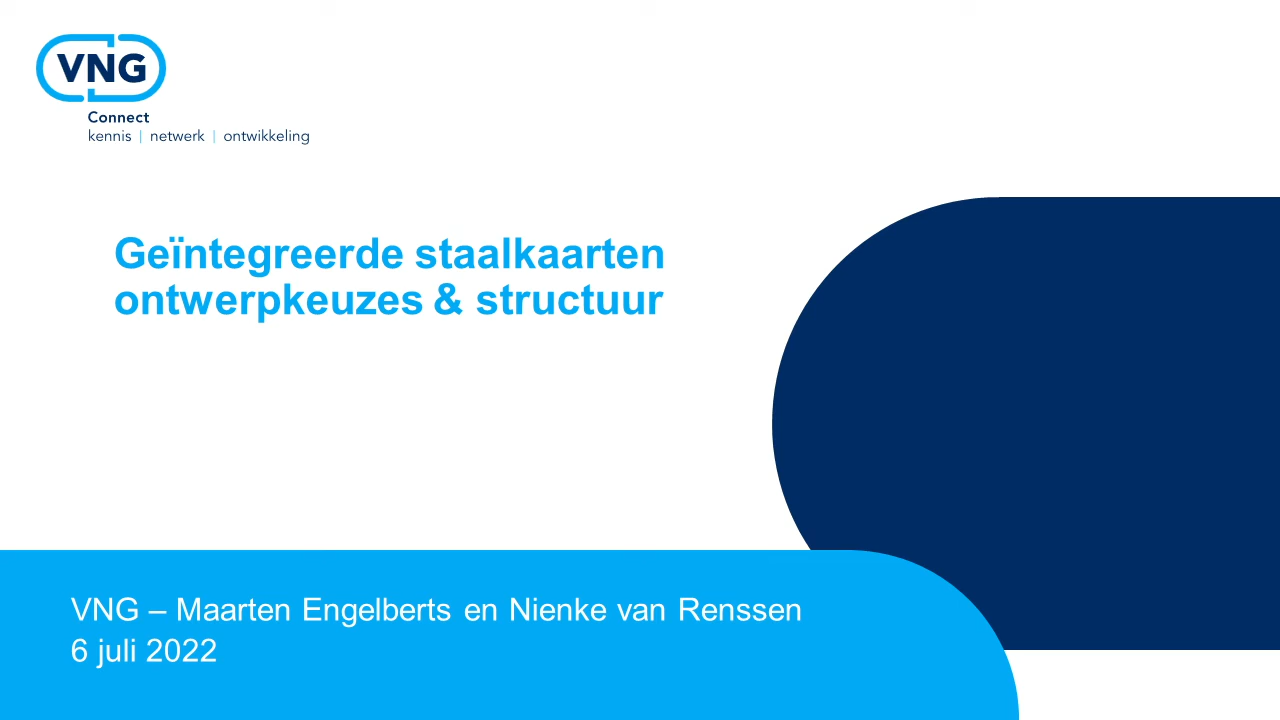 VNG
Connect
kennis | netwerk | ontwikkeling
Geïntegreerde staalkaarten
ontwerpkeuzes & structuur
VNG – Maarten Engelberts en Nienke van Renssen
6 juli 2022